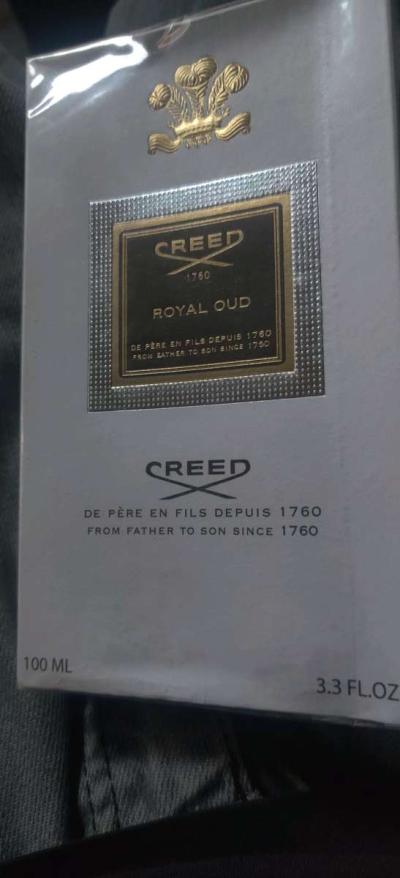 CREED
1760
ROYAL OUD
DE PÈRE EN FILS DEPUIS 1760
FROM FATHER TO SON SINCE 1760
CREED
DE PÈRE EN FILS DEPUIS 1760
FROM FATHER TO SON SINCE 1760
100 ML
3.3 FL.OZ